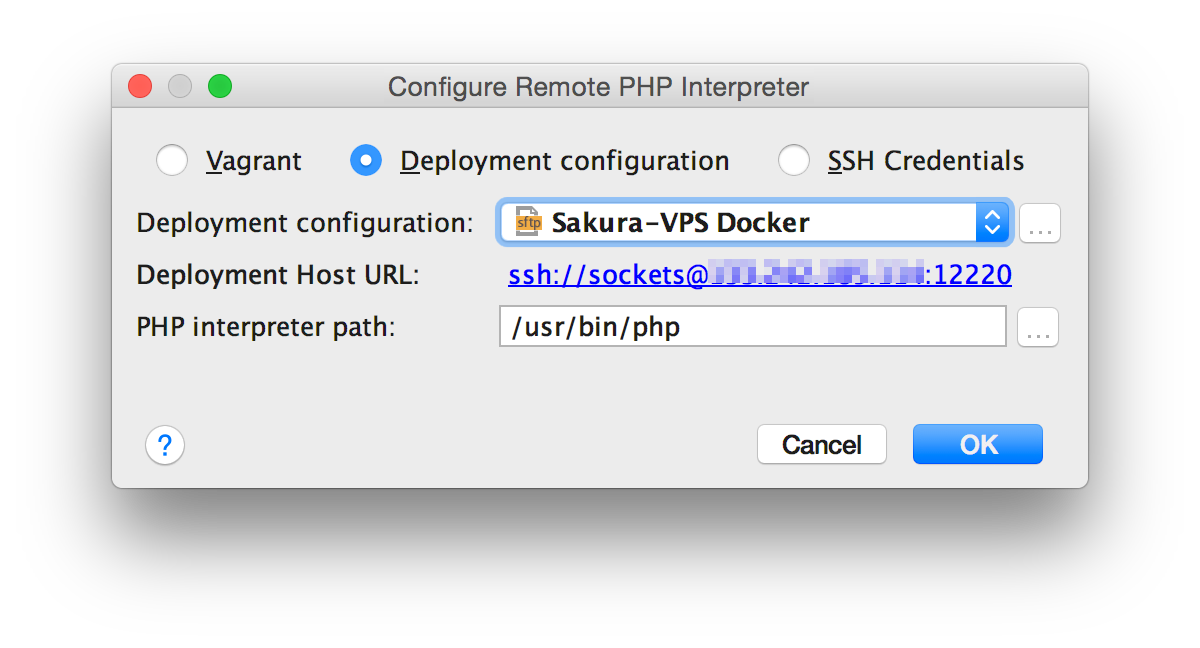 Configure Remote PHP Interpreter
Vagrant Deployment configuration SSH Credentials
Deployment configuration: sftp Sakura-VPS Docker ...
Deployment Host URL: ssh://sockets@ :12220
PHP interpreter path: /usr/bin/php ...
? Cancel OK